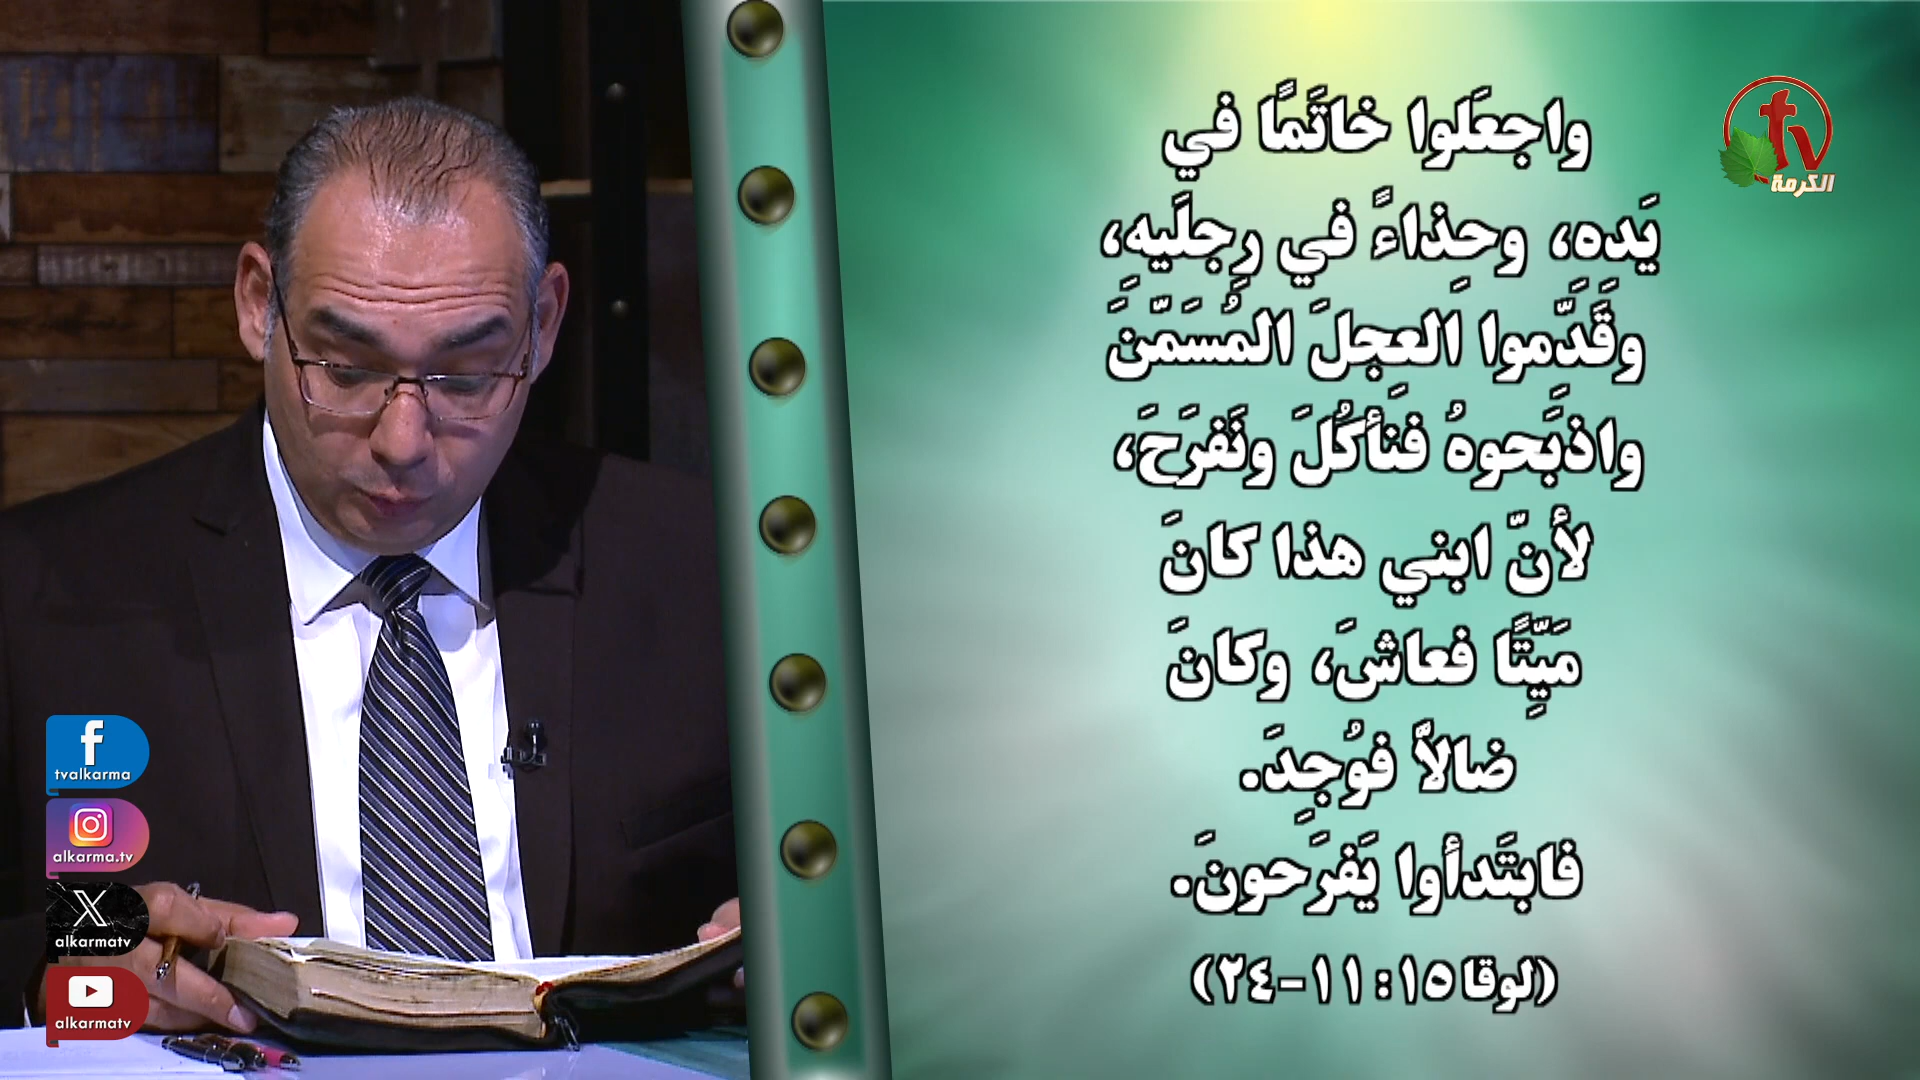 واجعَلوا خاتَمًا في
يَدِهِ، وحِذاءً في رِجلَيهِ،
وقَدِّموا العِجلَ المُسَمَّنَ
واذبَحوهُ فنأكُلَ ونَفرَحَ،
لأنَّ ابني هذا كانَ
مَيِّتًا فعاشَ، وكانَ
ضالاًّ فوُجِدَ.
فابتَدأوا يَفرَحونَ.
(لوقا ١٥: ١١-٢٤)
tv
الكرمة
f
tvalkarma
alkarma.tv
X
alkarmatv
alkarmatv